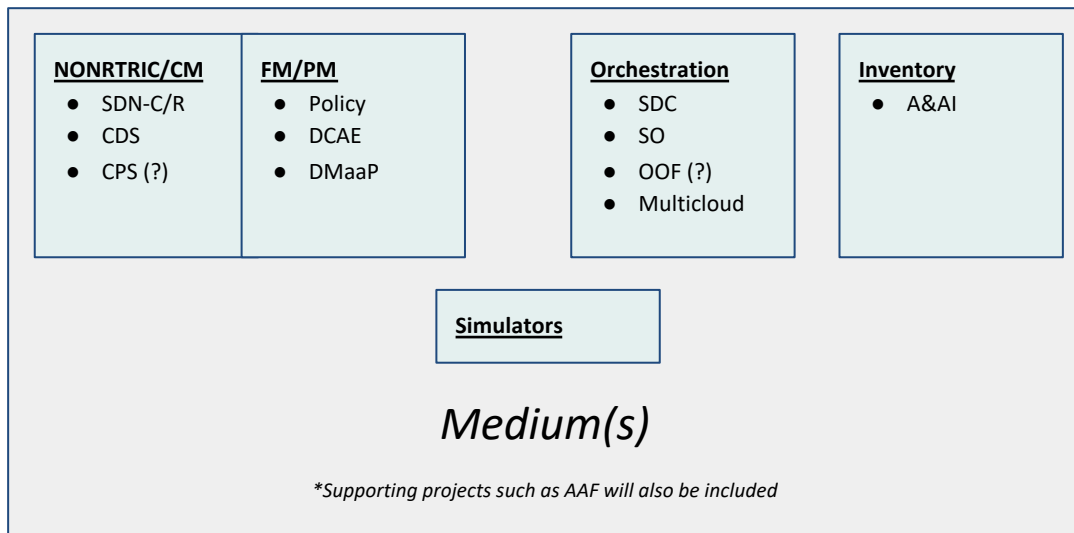 NONRTRIC/CM
● SDN-C/R
● CDS
● CPS (?)
FM/PM
● Policy
● DCAE
● DMaaP
Orchestration
● SDC
● SO
● OOF (?)
● Multicloud
Inventory
● A&AI
Simulators
Medium(s)
*Supporting projects such as AAF will also be included